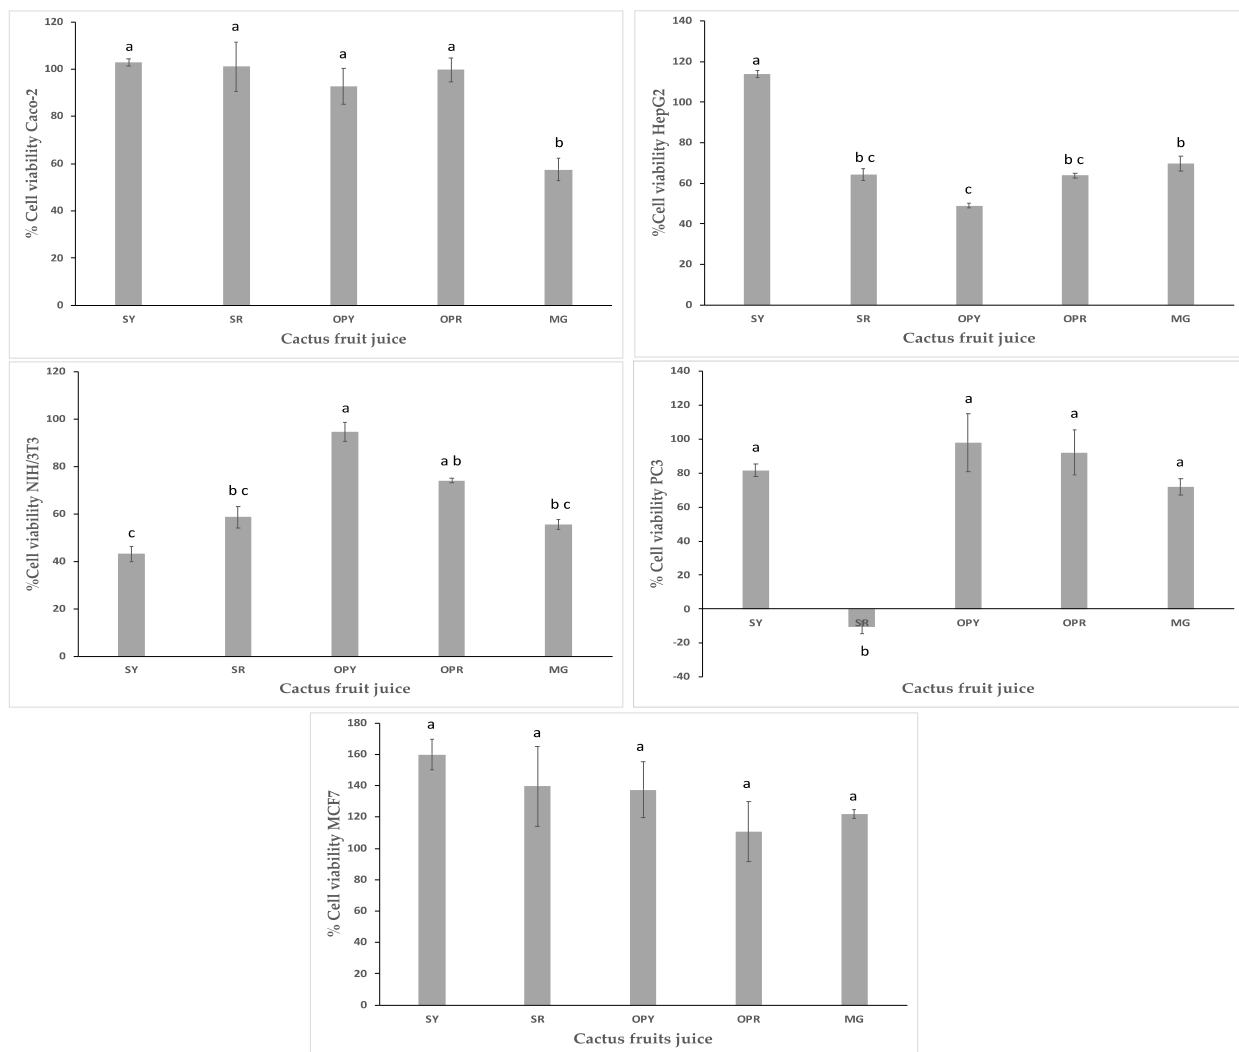 % Cell viability Caco-2
120
100
80
60
40
20
0
a
a
a
a
b
SY SR OPY OPR MG
Cactus fruit juice
%Cell viability HepG2
140
120
100
80
60
40
20
0
a
b c
c
b c
b
SY SR OPY OPR MG
Cactus fruit juice
%Cell viability NIH/3T3
120
100
80
60
40
20
0
c
b c
a
a b
b c
SY SR OPY OPR MG
Cactus fruit juice
% Cell viability PC3
140
120
100
80
60
40
20
0
-20
-40
a
b
a
a
a
SY SR OPY OPR MG
Cactus fruit juice
% Cell viability MCF7
180
160
140
120
100
80
60
40
20
0
a
a
a
a
a
SY SR OPY OPR MG
Cactus fruits juice